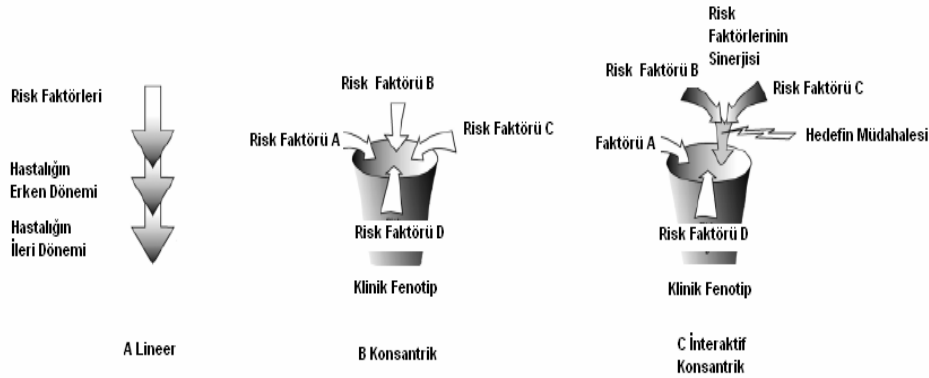 Risk Faktörleri
Hastalığın
Erken Dönemi
Hastalığın
İleri Dönemi
A Lineer
Risk Faktörü B
Risk Faktörü A
Risk Faktörü C
Risk Faktörü D
Klinik Fenotip
B Konsantrik
Risk
Faktörlerinin
Sinerjisi
Risk Faktörü B
Risk Faktörü C
Faktörü A
Hedefin Müdahalesi
Risk Faktörü D
Klinik Fenotip
C İnteraktif
Konsantrik